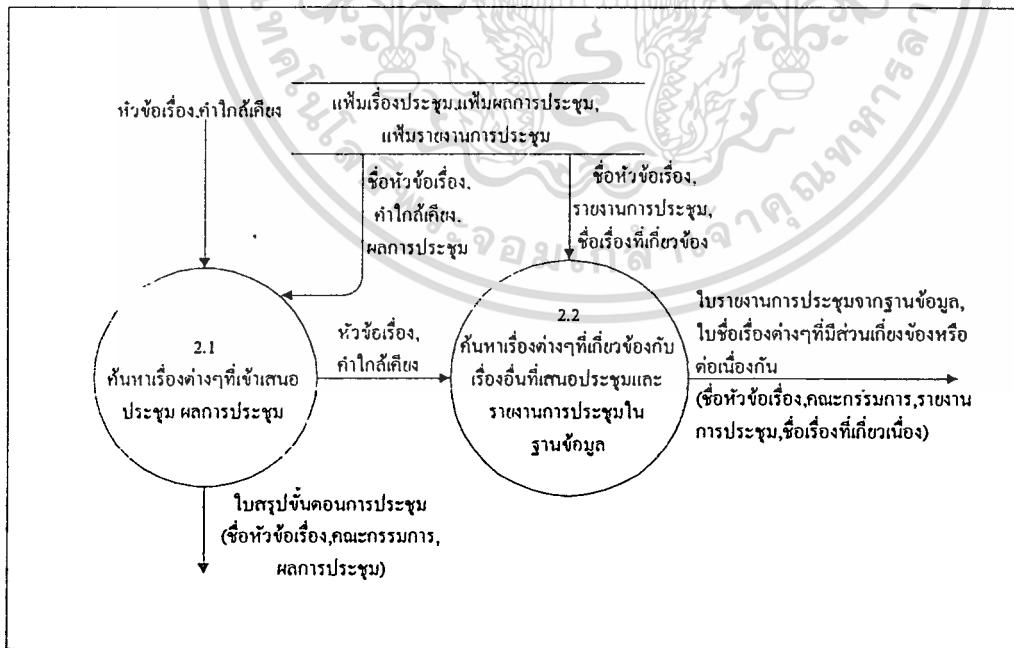 หัวข้อเรื่อง,คำใกล้เคียง
แฟ้มเรื่องประชุม,แฟ้มผลการประชุม,
แฟ้มรายงานการประชุม
ชื่อหัวข้อเรื่อง,
คำใกล้เคียง,
ผลการประชุม
ชื่อหัวข้อเรื่อง,
รายงานการประชุม,
ชื่อเรื่องที่เกี่ยวข้อง
2.1
ค้นหาเรื่องต่างๆที่เข้าเสนอ
ประชุม ผลการประชุม
หัวข้อเรื่อง,
คำใกล้เคียง
2.2
ค้นหาเรื่องต่างๆที่เกี่ยวข้องกับ
เรื่องอื่นที่เสนอประชุมและ
รายงานการประชุมใน
ฐานข้อมูล
ใบรายงานการประชุมจากฐานข้อมูล,
ใบชื่อเรื่องต่างๆที่มีส่วนเกี่ยงข้องหรือ
ต่อเนื่องกัน
(ชื่อหัวข้อเรื่อง,คณะกรรมการ,รายงาน
การประชุม,ชื่อเรื่องที่เกี่ยวเนื่อง)
ใบสรุปขั้นตอนการประชุม
(ชื่อหัวข้อเรื่อง,คณะกรรมการ,
ผลการประชุม)